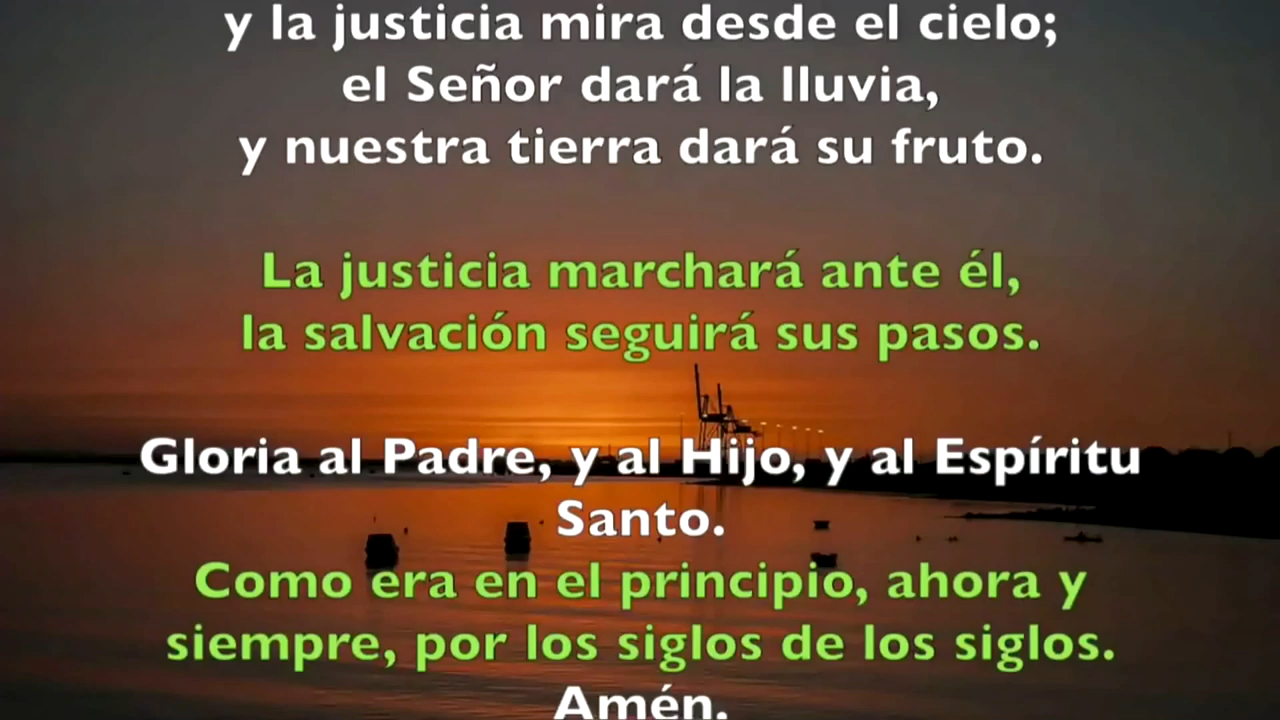 y la justicia mira desde el cielo;
el Señor dará la lluvia,
y nuestra tierra dará su fruto.
La justicia marchará ante él,
la salvación seguirá sus pasos.
Gloria al Padre, y al Hijo, y al Espíritu
Santo.
Como era en el principio, ahora y
siempre, por los siglos de los siglos.
Amén.